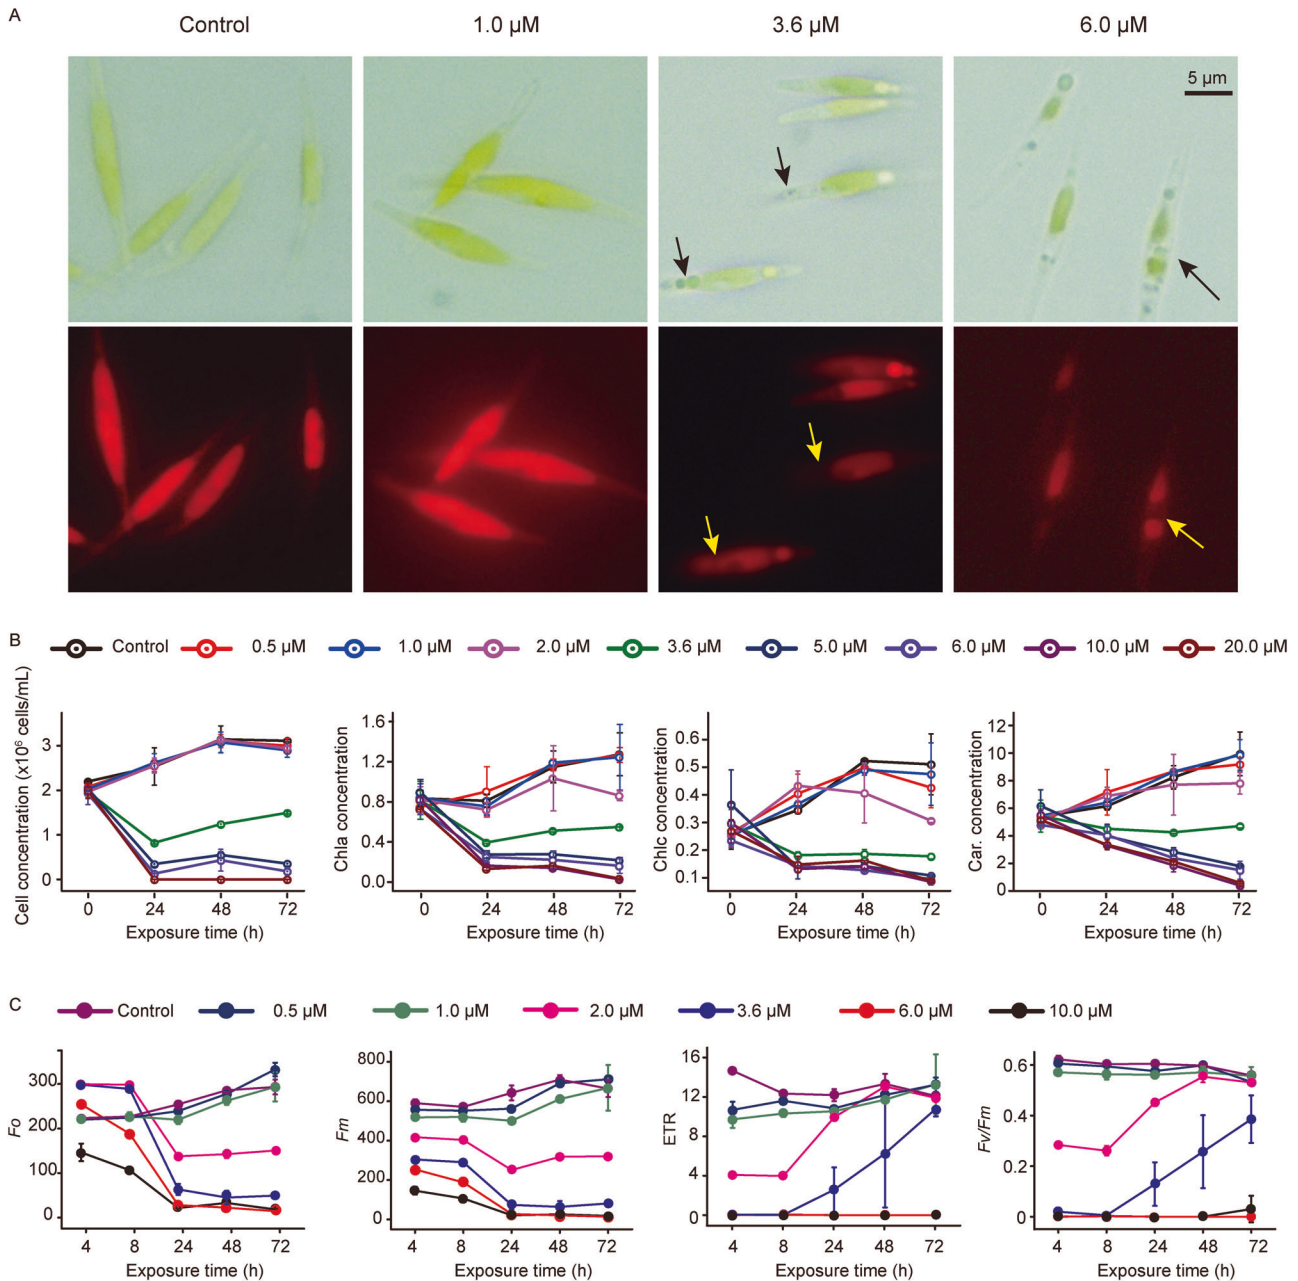 A
Control 1.0 µM 3.6 µM 6.0 µM
5 µm
B
Control 0.5 µM 1.0 µM 2.0 µM 3.6 µM 5.0 µM 6.0 µM 10.0 µM 20.0 µM
Cell concentration (x10⁶ cells/mL)
3
2
1
0
0 24 48 72
Exposure time (h)
Chla concentration
1.6
1.2
0.8
0.4
0.0
0 24 48 72
Exposure time (h)
Chlc concentration
0.6
0.5
0.4
0.3
0.2
0.1
0 24 48 72
Exposure time (h)
Car. concentration
12
10
8
6
4
2
0
0 24 48 72
Exposure time (h)
C
Control 0.5 µM 1.0 µM 2.0 µM 3.6 µM 6.0 µM 10.0 µM
Fo
300
200
100
0
4 8 24 48 72
Exposure time (h)
Fm
800
600
400
200
0
4 8 24 48 72
Exposure time (h)
ETR
16
12
8
4
0
4 8 24 48 72
Exposure time (h)
Fv/Fm
0.6
0.4
0.2
0
4 8 24 48 72
Exposure time (h)